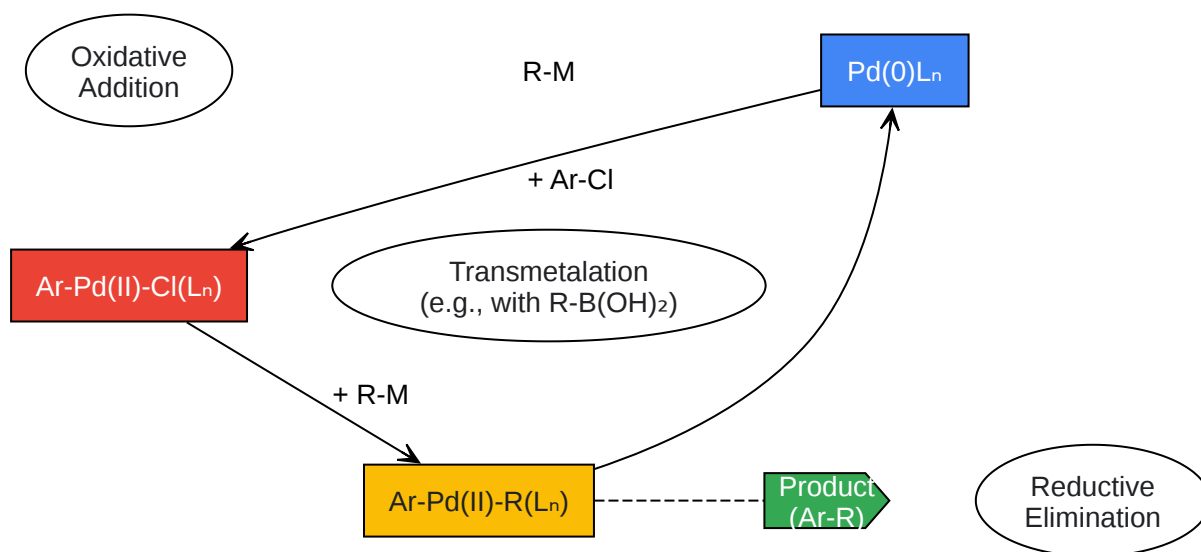 Oxidative
Addition
R-M
Pd(0)Lₙ
+ Ar-Cl
Ar-Pd(II)-Cl(Lₙ)
Transmetalation
(e.g., with R-B(OH)₂)
+ R-M
Ar-Pd(II)-R(Lₙ)
Product
(Ar-R)
Reductive
Elimination